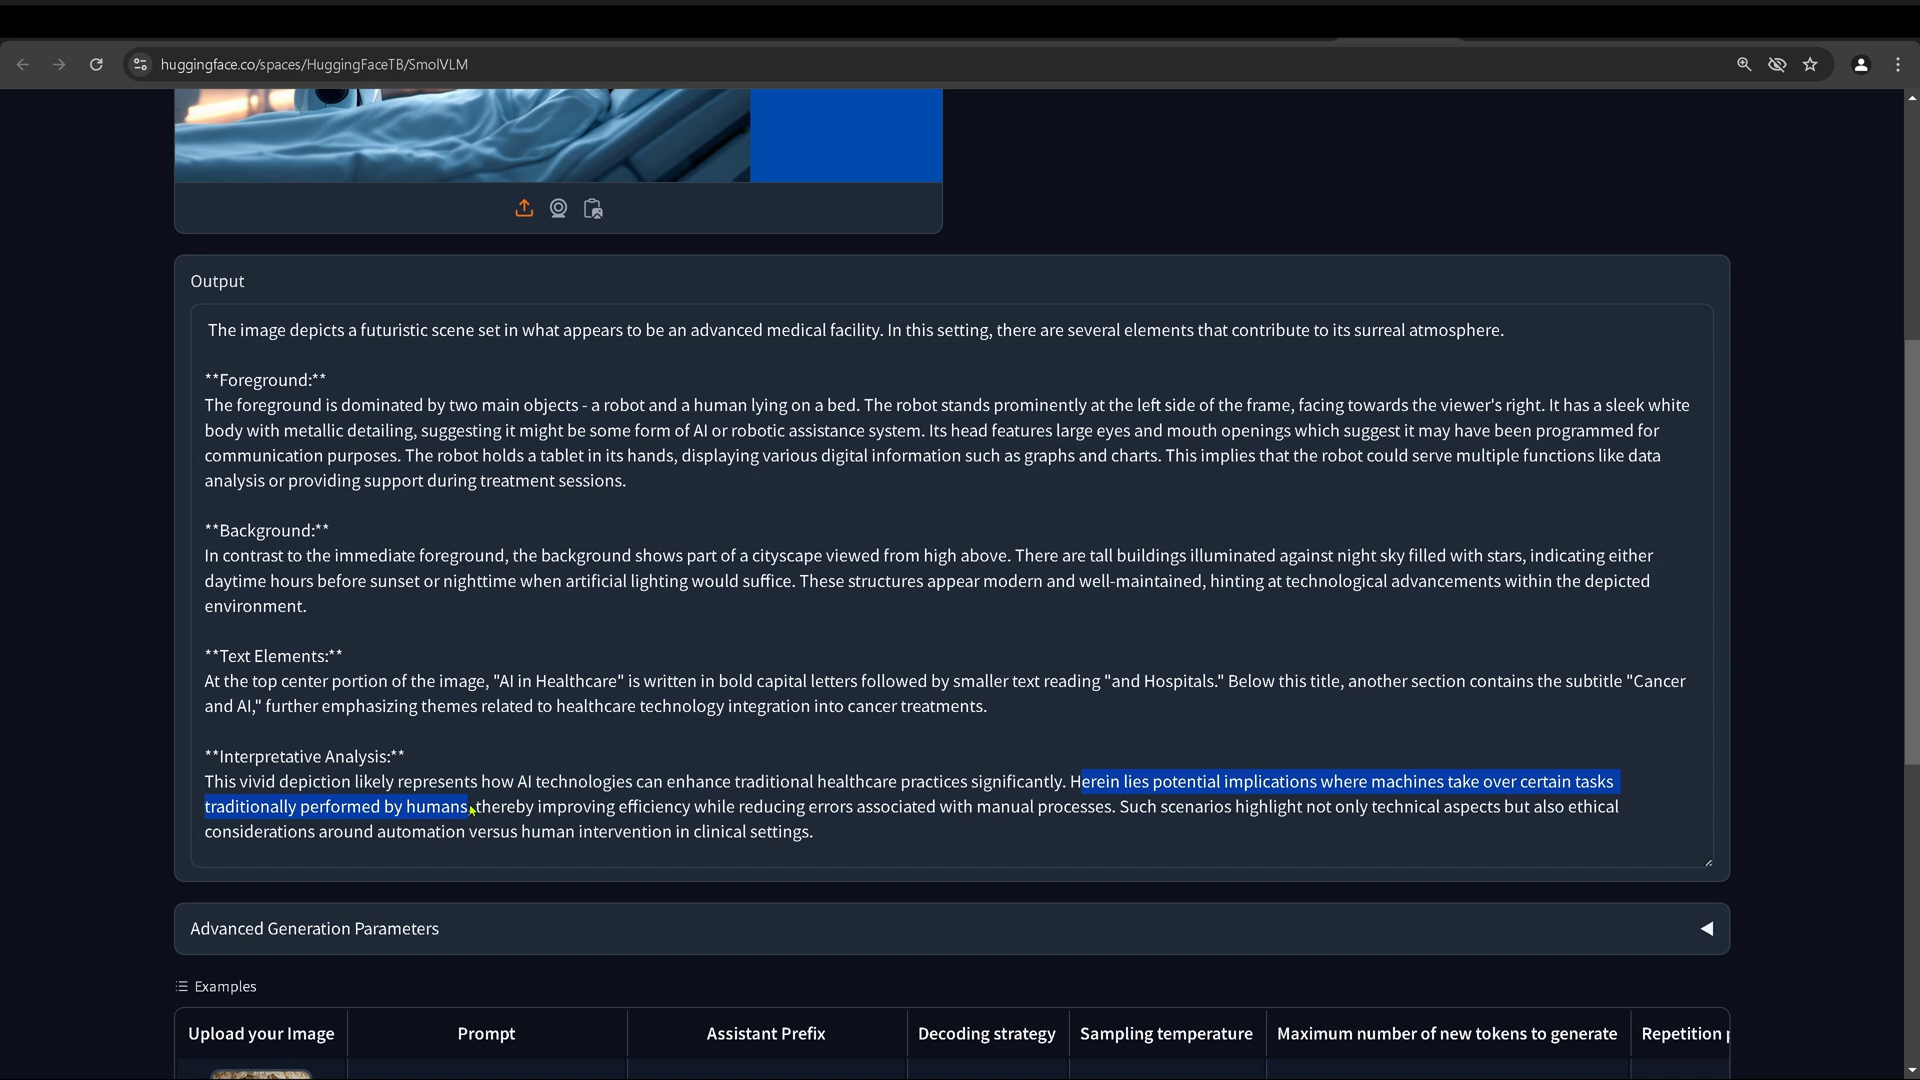 huggingface.co/spaces/HuggingFaceTB/SmolVLM
Output
The image depicts a futuristic scene set in what appears to be an advanced medical facility. In this setting, there are several elements that contribute to its surreal atmosphere.
**Foreground:**
The foreground is dominated by two main objects - a robot and a human lying on a bed. The robot stands prominently at the left side of the frame, facing towards the viewer's right. It has a sleek white
body with metallic detailing, suggesting it might be some form of AI or robotic assistance system. Its head features large eyes and mouth openings which suggest it may have been programmed for
communication purposes. The robot holds a tablet in its hands, displaying various digital information such as graphs and charts. This implies that the robot could serve multiple functions like data
analysis or providing support during treatment sessions.
**Background:**
In contrast to the immediate foreground, the background shows part of a cityscape viewed from high above. There are tall buildings illuminated against night sky filled with stars, indicating either
daytime hours before sunset or nighttime when artificial lighting would suffice. These structures appear modern and well-maintained, hinting at technological advancements within the depicted
environment.
**Text Elements:**
At the top center portion of the image, "AI in Healthcare" is written in bold capital letters followed by smaller text reading "and Hospitals." Below this title, another section contains the subtitle "Cancer
and AI," further emphasizing themes related to healthcare technology integration into cancer treatments.
**Interpretative Analysis:**
This vivid depiction likely represents how AI technologies can enhance traditional healthcare practices significantly. Herein lies potential implications where machines take over certain tasks
traditionally performed by humans, thereby improving efficiency while reducing errors associated with manual processes. Such scenarios highlight not only technical aspects but also ethical
considerations around automation versus human intervention in clinical settings.
Advanced Generation Parameters
Examples
Upload your Image Prompt Assistant Prefix Decoding strategy Sampling temperature Maximum number of new tokens to generate Repetition